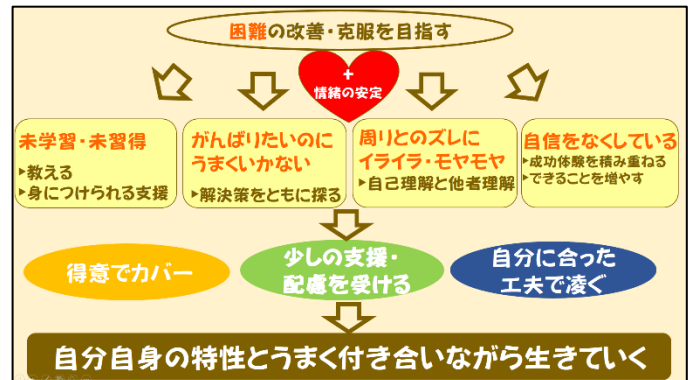 困難の改善・克服を目指す
+
情緒の安定
未学習・未習得
▶教える
▶身につけられる支援
がんばりたいのに
うまくいかない
▶解決策をともに探る
周りとのズレに
イライラ・モヤモヤ
▶自己理解と他者理解
自信をなくしている
▶成功体験を積み重ねる
▶できることを増やす
得意でカバー
少しの支援・
配慮を受ける
自分に合った
工夫で凌ぐ
自分自身の特性とうまく付き合いながら生きていく